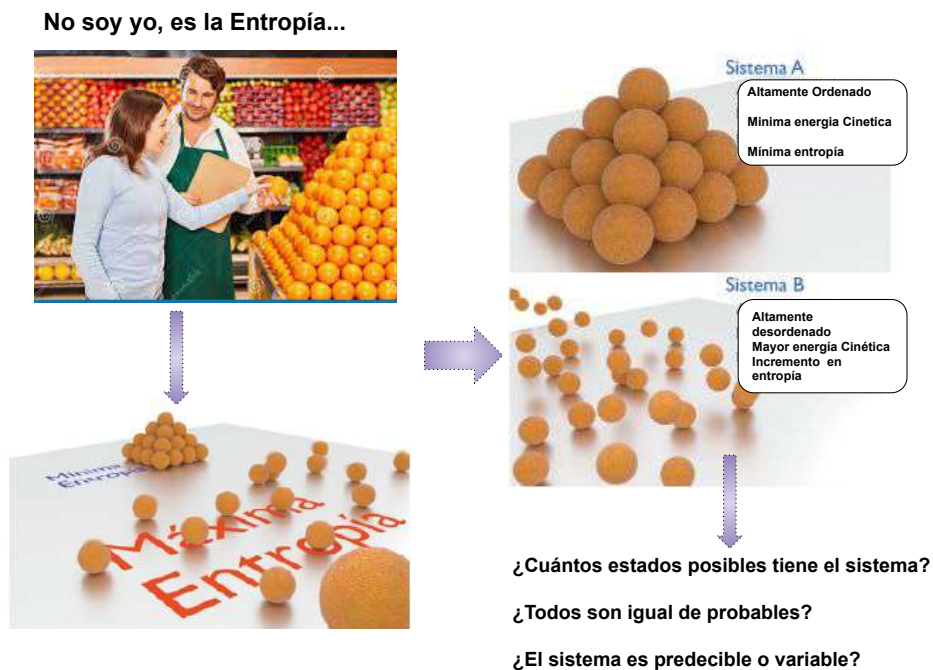 No soy yo, es la Entropía...
Sistema A
Altamente Ordenado
Minima energia Cinetica
Mínima entropía
Sistema B
Altamente
desordenado
Mayor energía Cinética
Incremento en
entropía
Mínima
Entropía
Máxima
Entropía
¿Cuántos estados posibles tiene el sistema?
¿Todos son igual de probables?
¿El sistema es predecible o variable?